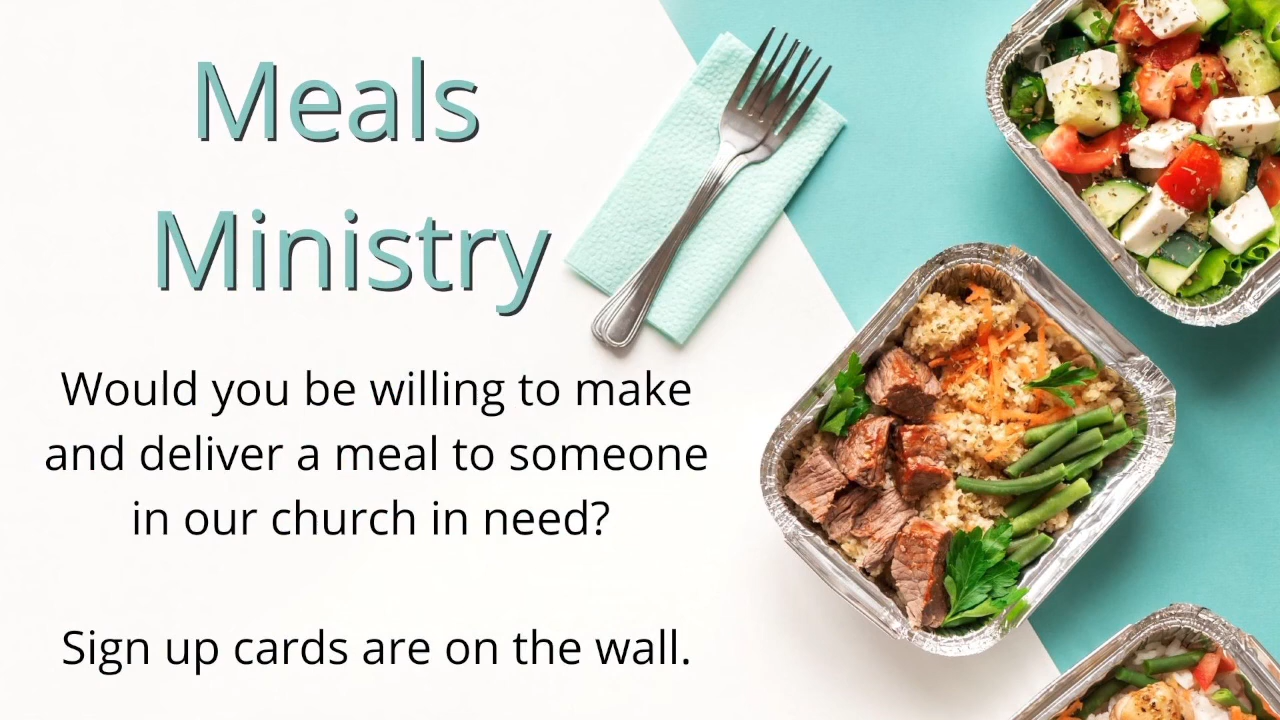 Meals
Ministry
Would you be willing to make
and deliver a meal to someone
in our church in need?
Sign up cards are on the wall.